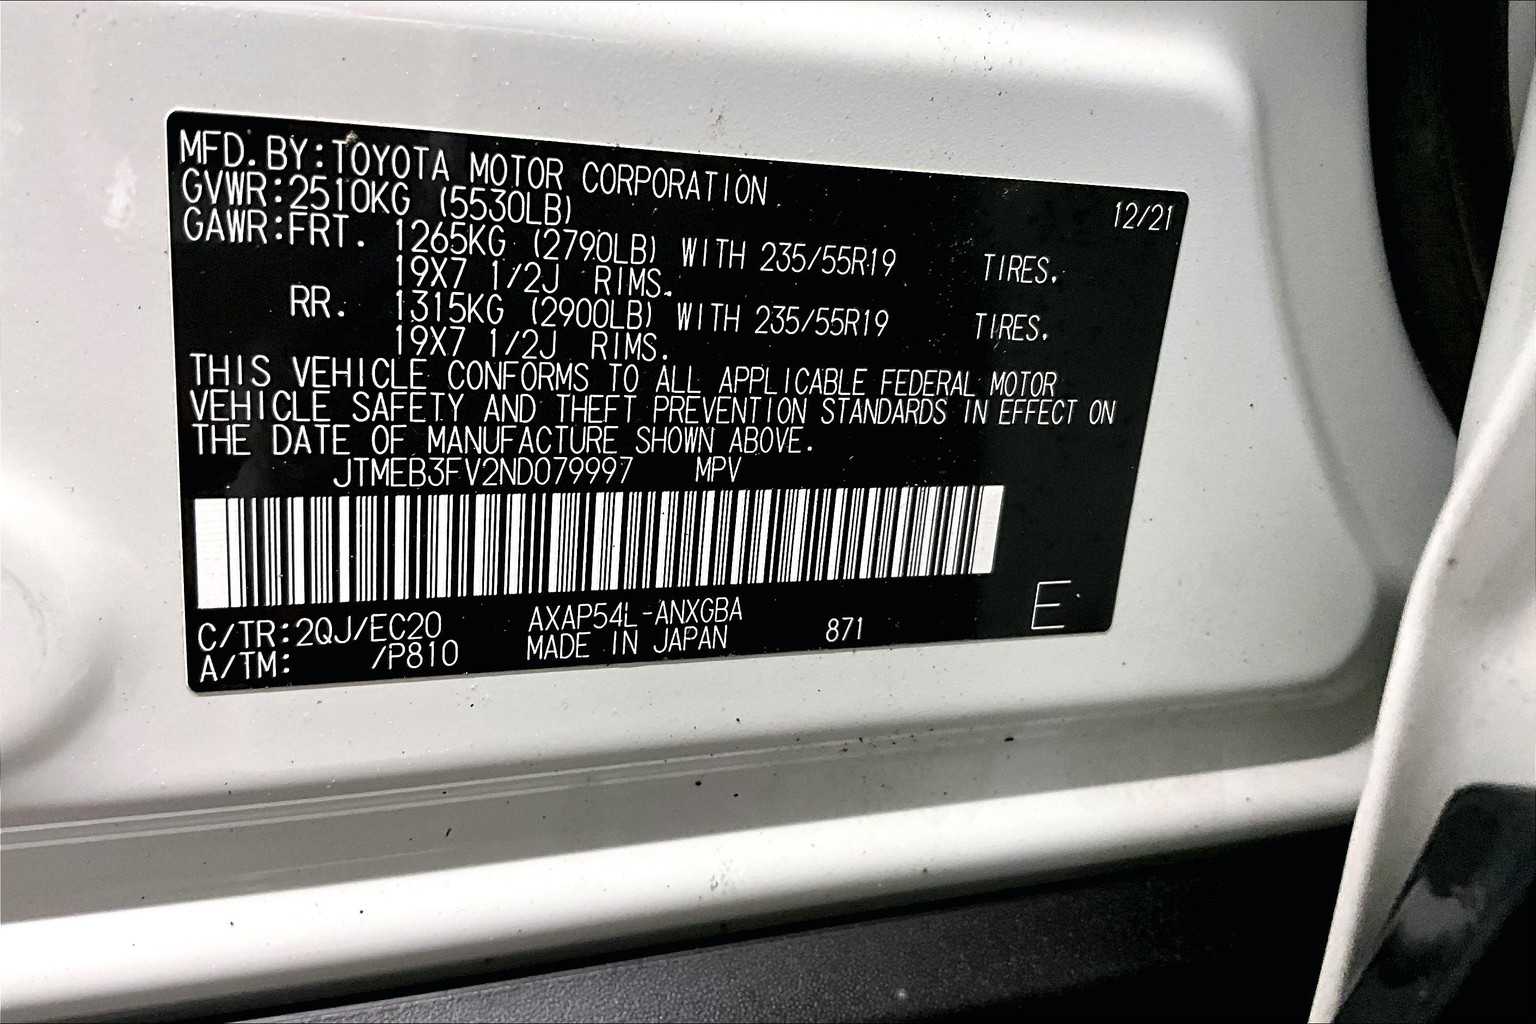 MFD. BY: TOYOTA MOTOR CORPORATION 12/21
GVWR: 2510KG (5530LB)
GAWR: FRT. 1265KG (2790LB) WITH 235/55R19 TIRES.
19X7 1/2J RIMS.
RR. 1315KG (2900LB) WITH 235/55R19 TIRES.
19X7 1/2J RIMS.
THIS VEHICLE CONFORMS TO ALL APPLICABLE FEDERAL MOTOR
VEHICLE SAFETY AND THEFT PREVENTION STANDARDS IN EFFECT ON
THE DATE OF MANUFACTURE SHOWN ABOVE.
JTMEB3FV2ND079997 MPV
C/TR: 2QJ/EC20 AXAP54L-ANXGBA
A/TM: /P810 MADE IN JAPAN 871 E